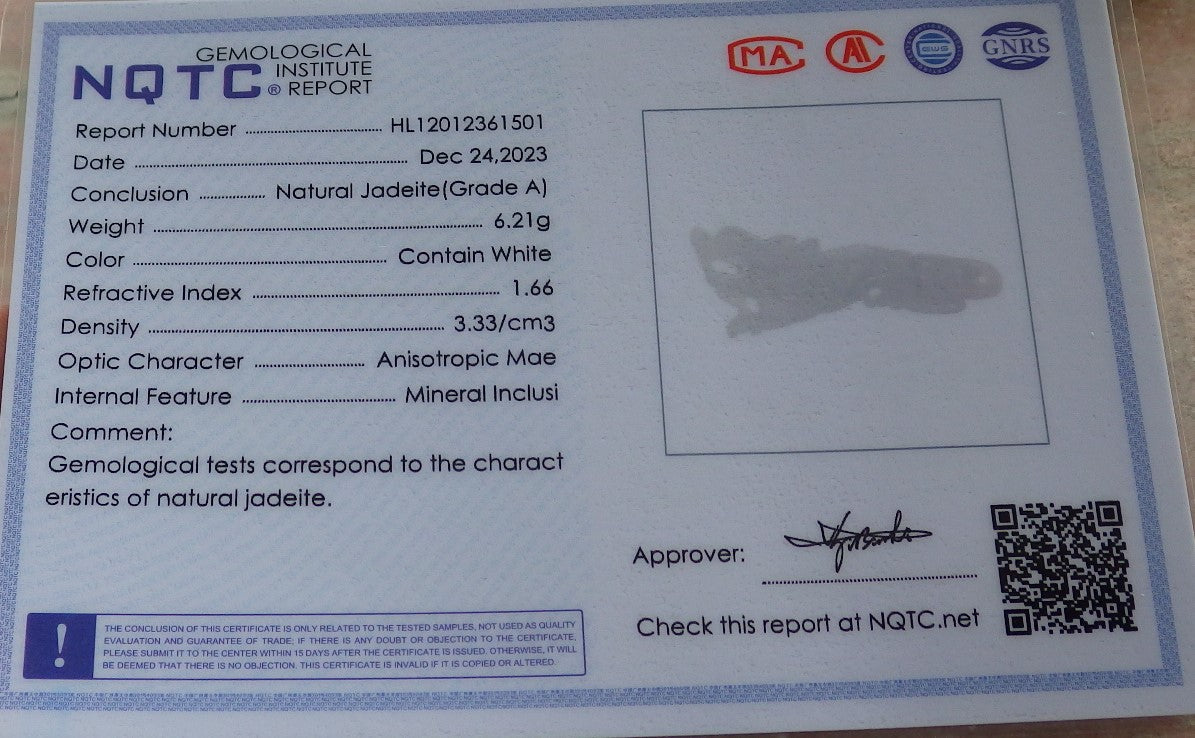 GEMOLOGICAL
NQTC® INSTITUTE
REPORT
MA
AL
GWS
GNRS
Report Number ........ HL12012361501
Date ........ Dec 24,2023
Conclusion ........ Natural Jadeite(Grade A)
Weight ........ 6.21g
Color ........ Contain White
Refractive Index ........ 1.66
Density ........ 3.33/cm3
Optic Character ........ Anisotropic Mae
Internal Feature ........ Mineral Inclusi
Comment:
Gemological tests correspond to the charact
eristics of natural jadeite.
Approver:
Check this report at NQTC.net
! THE CONCLUSION OF THIS CERTIFICATE IS ONLY RELATED TO THE TESTED SAMPLES, NOT USED AS QUALITY
EVALUATION AND GUARANTEE OF TRADE; IF THERE IS ANY DOUBT OR OBJECTION TO THE CERTIFICATE,
PLEASE SUBMIT IT TO THE CENTER WITHIN 15 DAYS AFTER THE CERTIFICATE IS ISSUED. OTHERWISE, IT WILL
BE DEEMED THAT THERE IS NO OBJECTION. THIS CERTIFICATE IS INVALID IF IT IS COPIED OR ALTERED.